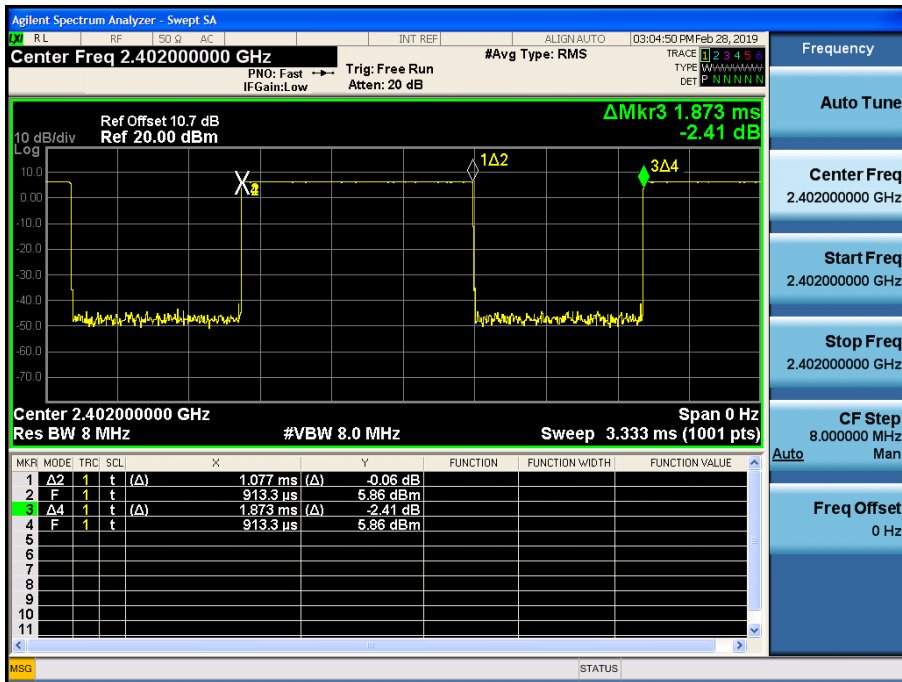 Agilent Spectrum Analyzer - Swept SA
LXI RL RF 50 Ω AC INT REF ALIGN AUTO 03:04:50 PM Feb 28, 2019
Center Freq 2.402000000 GHz
#Avg Type: RMS
TRACE 1 2 3 4 5 6
TYPE WWWWWW
DET P N N N N N
PNO: Fast
IFGain:Low
Trig: Free Run
Atten: 20 dB
ΔMkr3 1.873 ms
-2.41 dB
Ref Offset 10.7 dB
10 dB/div Ref 20.00 dBm
Log
10.0
0.00
-10.0
-20.0
-30.0
-40.0
-50.0
-60.0
-70.0
1Δ2
3Δ4
Center 2.402000000 GHz Span 0 Hz
Res BW 8 MHz #VBW 8.0 MHz Sweep 3.333 ms (1001 pts)
MKR MODE TRC SCL X Y FUNCTION FUNCTION WIDTH FUNCTION VALUE
1 Δ2 1 t (Δ) 1.077 ms (Δ) -0.06 dB
2 F 1 t 913.3 µs 5.86 dBm
3 Δ4 1 t (Δ) 1.873 ms (Δ) -2.41 dB
4 F 1 t 913.3 µs 5.86 dBm
5
6
7
8
9
10
11
MSG STATUS
Frequency
Auto Tune
Center Freq
2.402000000 GHz
Start Freq
2.402000000 GHz
Stop Freq
2.402000000 GHz
CF Step
8.000000 MHz
Auto Man
Freq Offset
0 Hz